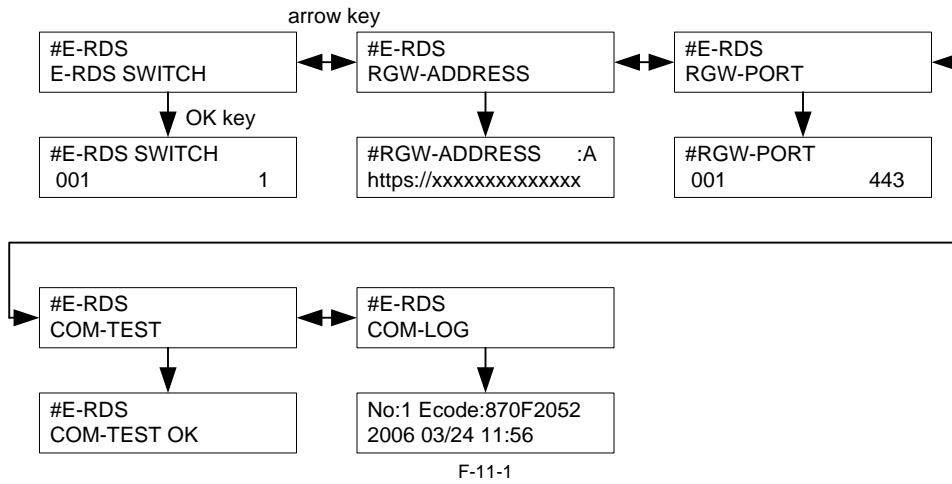 arrow key
#E-RDS
E-RDS SWITCH
#E-RDS
RGW-ADDRESS
#E-RDS
RGW-PORT
OK key
#E-RDS SWITCH
001 1
#RGW-ADDRESS :A
https://xxxxxxxxxxxxxx
#RGW-PORT
001 443
#E-RDS
COM-TEST
#E-RDS
COM-LOG
#E-RDS
COM-TEST OK
No:1 Ecode:870F2052
2006 03/24 11:56
F-11-1